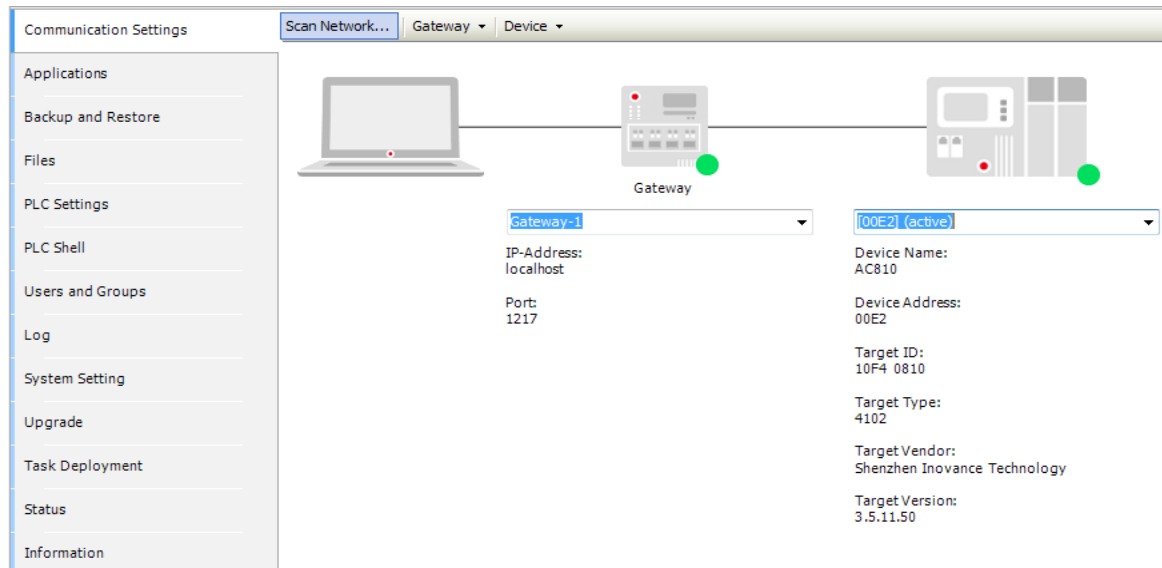 Communication Settings
Applications
Backup and Restore
Files
PLC Settings
PLC Shell
Users and Groups
Log
System Setting
Upgrade
Task Deployment
Status
Information
Scan Network...
Gateway
Device
Gateway
Gateway-1
IP-Address:
localhost
Port:
1217
[00E2] (active)
Device Name:
AC810
Device Address:
00E2
Target ID:
10F4 0810
Target Type:
4102
Target Vendor:
Shenzhen Inovance Technology
Target Version:
3.5.11.50